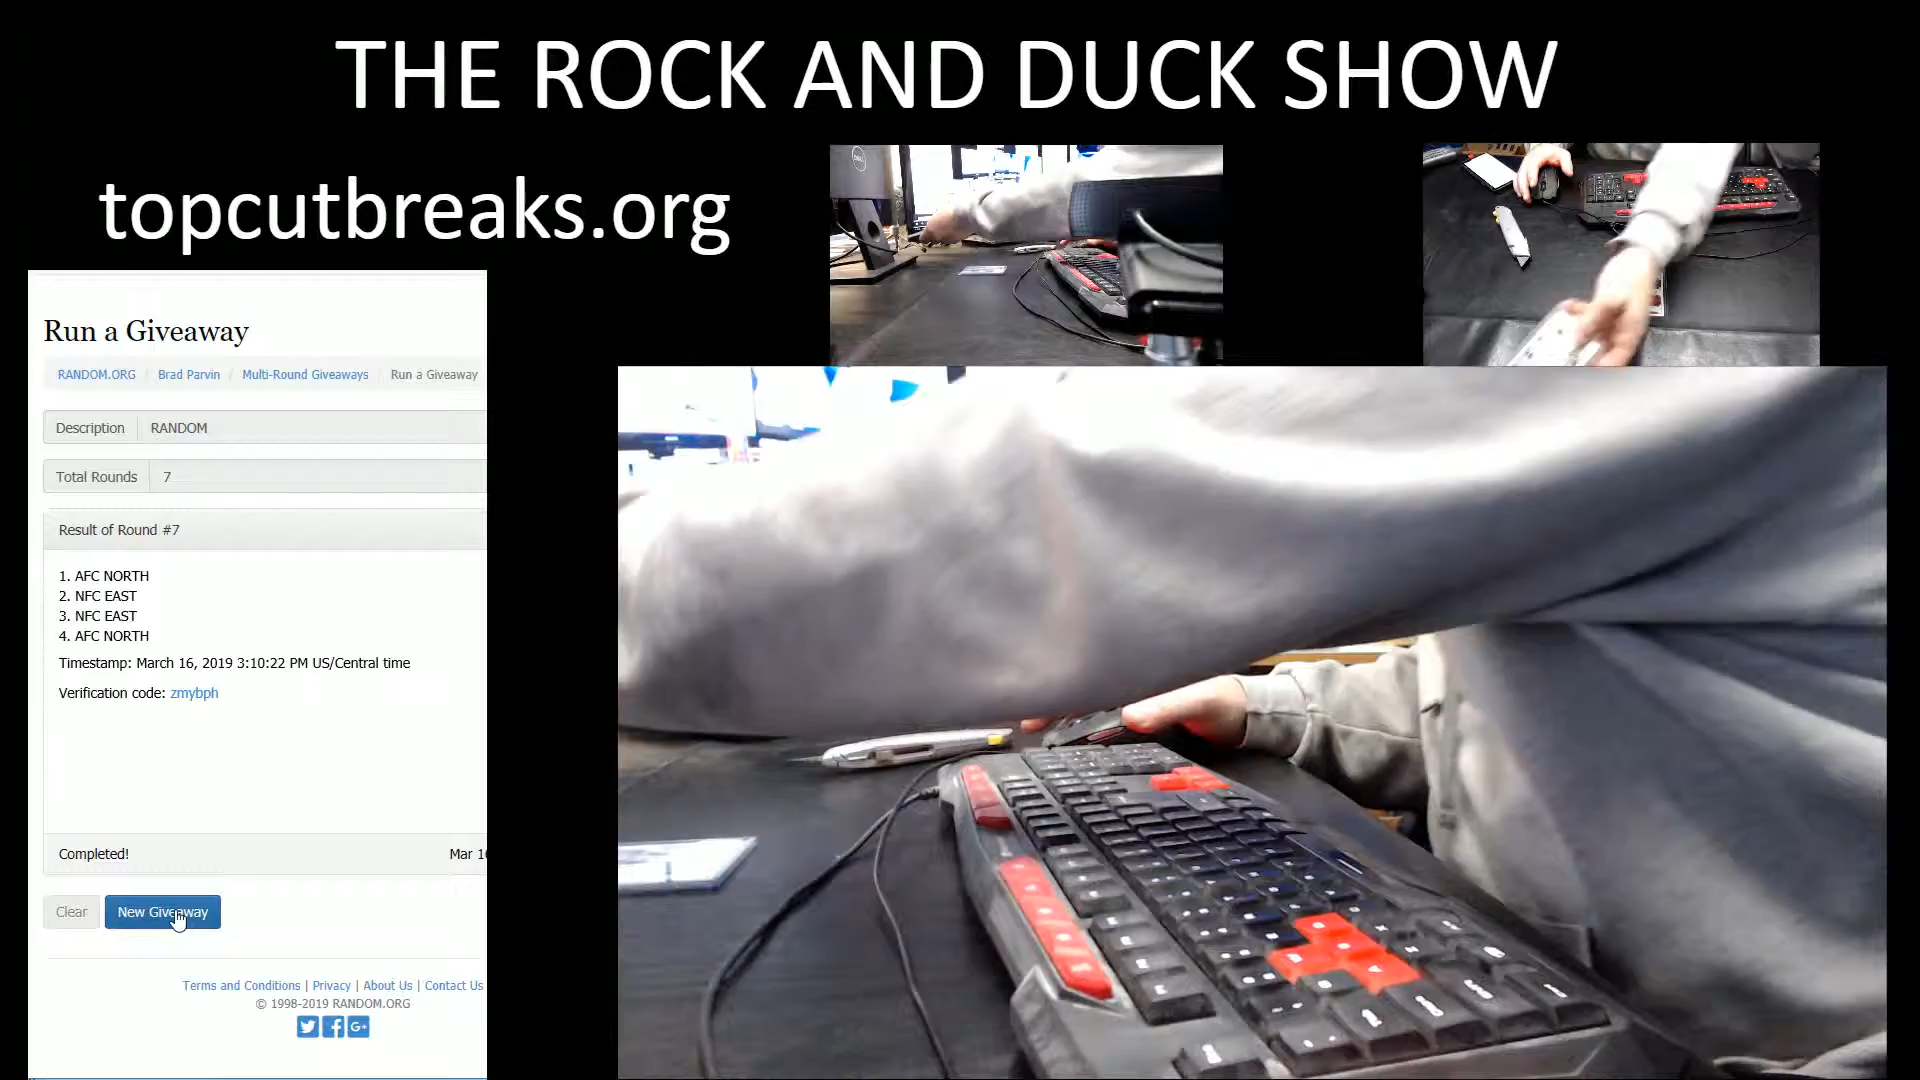 THE ROCK AND DUCK SHOW
topcutbreaks.org
DELL
Run a Giveaway
RANDOM.ORG / Brad Parvin / Multi-Round Giveaways / Run a Giveaway
Description RANDOM
Total Rounds 7
Result of Round #7
1. AFC NORTH
2. NFC EAST
3. NFC EAST
4. AFC NORTH
Timestamp: March 16, 2019 3:10:22 PM US/Central time
Verification code: zmybph
Completed! Mar
Clear New Giveaway
Terms and Conditions | Privacy | About Us | Contact Us
© 1998-2019 RANDOM.ORG
G+